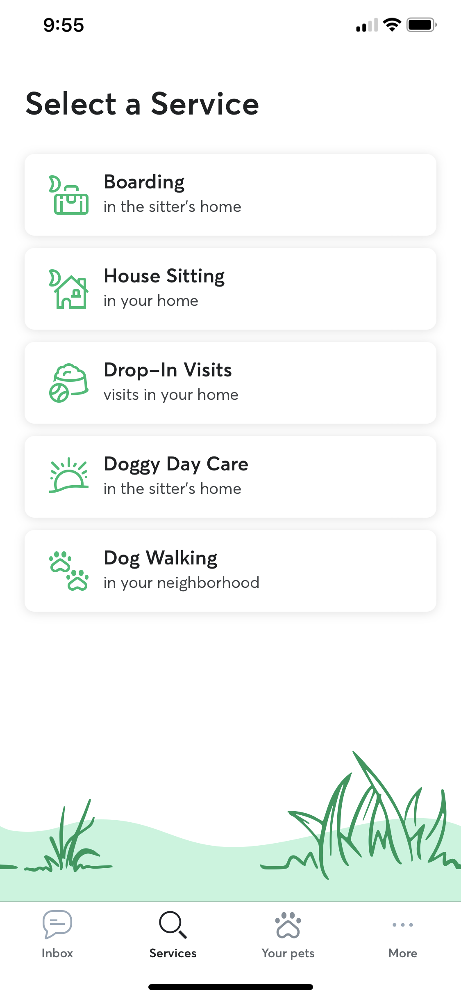 9:55
Select a Service
Boarding
in the sitter's home
House Sitting
in your home
Drop-In Visits
visits in your home
Doggy Day Care
in the sitter's home
Dog Walking
in your neighborhood
Inbox
Services
Your pets
More